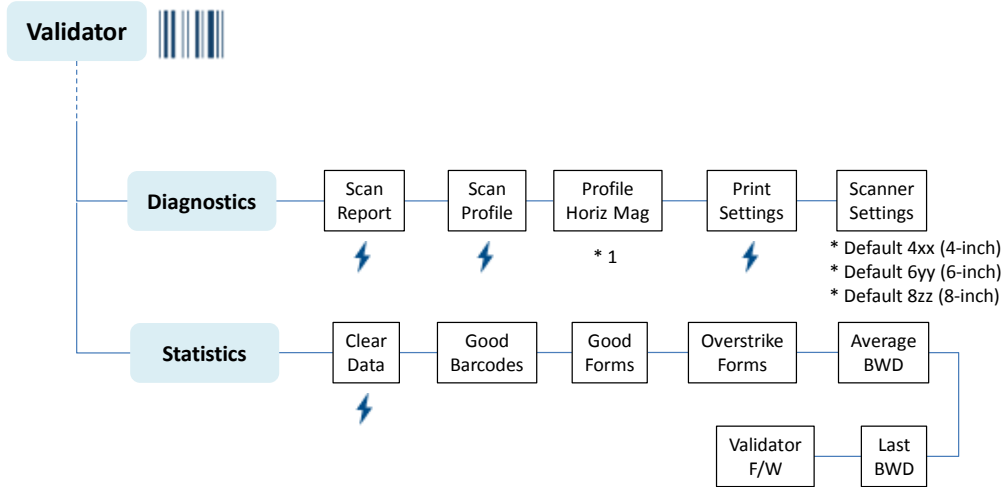 Validator
Diagnostics
Scan
Report
Scan
Profile
Profile
Horiz Mag
Print
Settings
Scanner
Settings
* 1
* Default 4xx (4-inch)
* Default 6yy (6-inch)
* Default 8zz (8-inch)
Statistics
Clear
Data
Good
Barcodes
Good
Forms
Overstrike
Forms
Average
BWD
Validator
F/W
Last
BWD